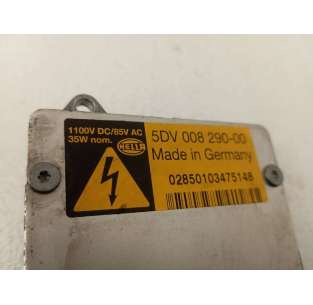 1100V DC/85V AC
35W nom.
HELLA
5DV 008 290-00
Made in Germany
02850103475148